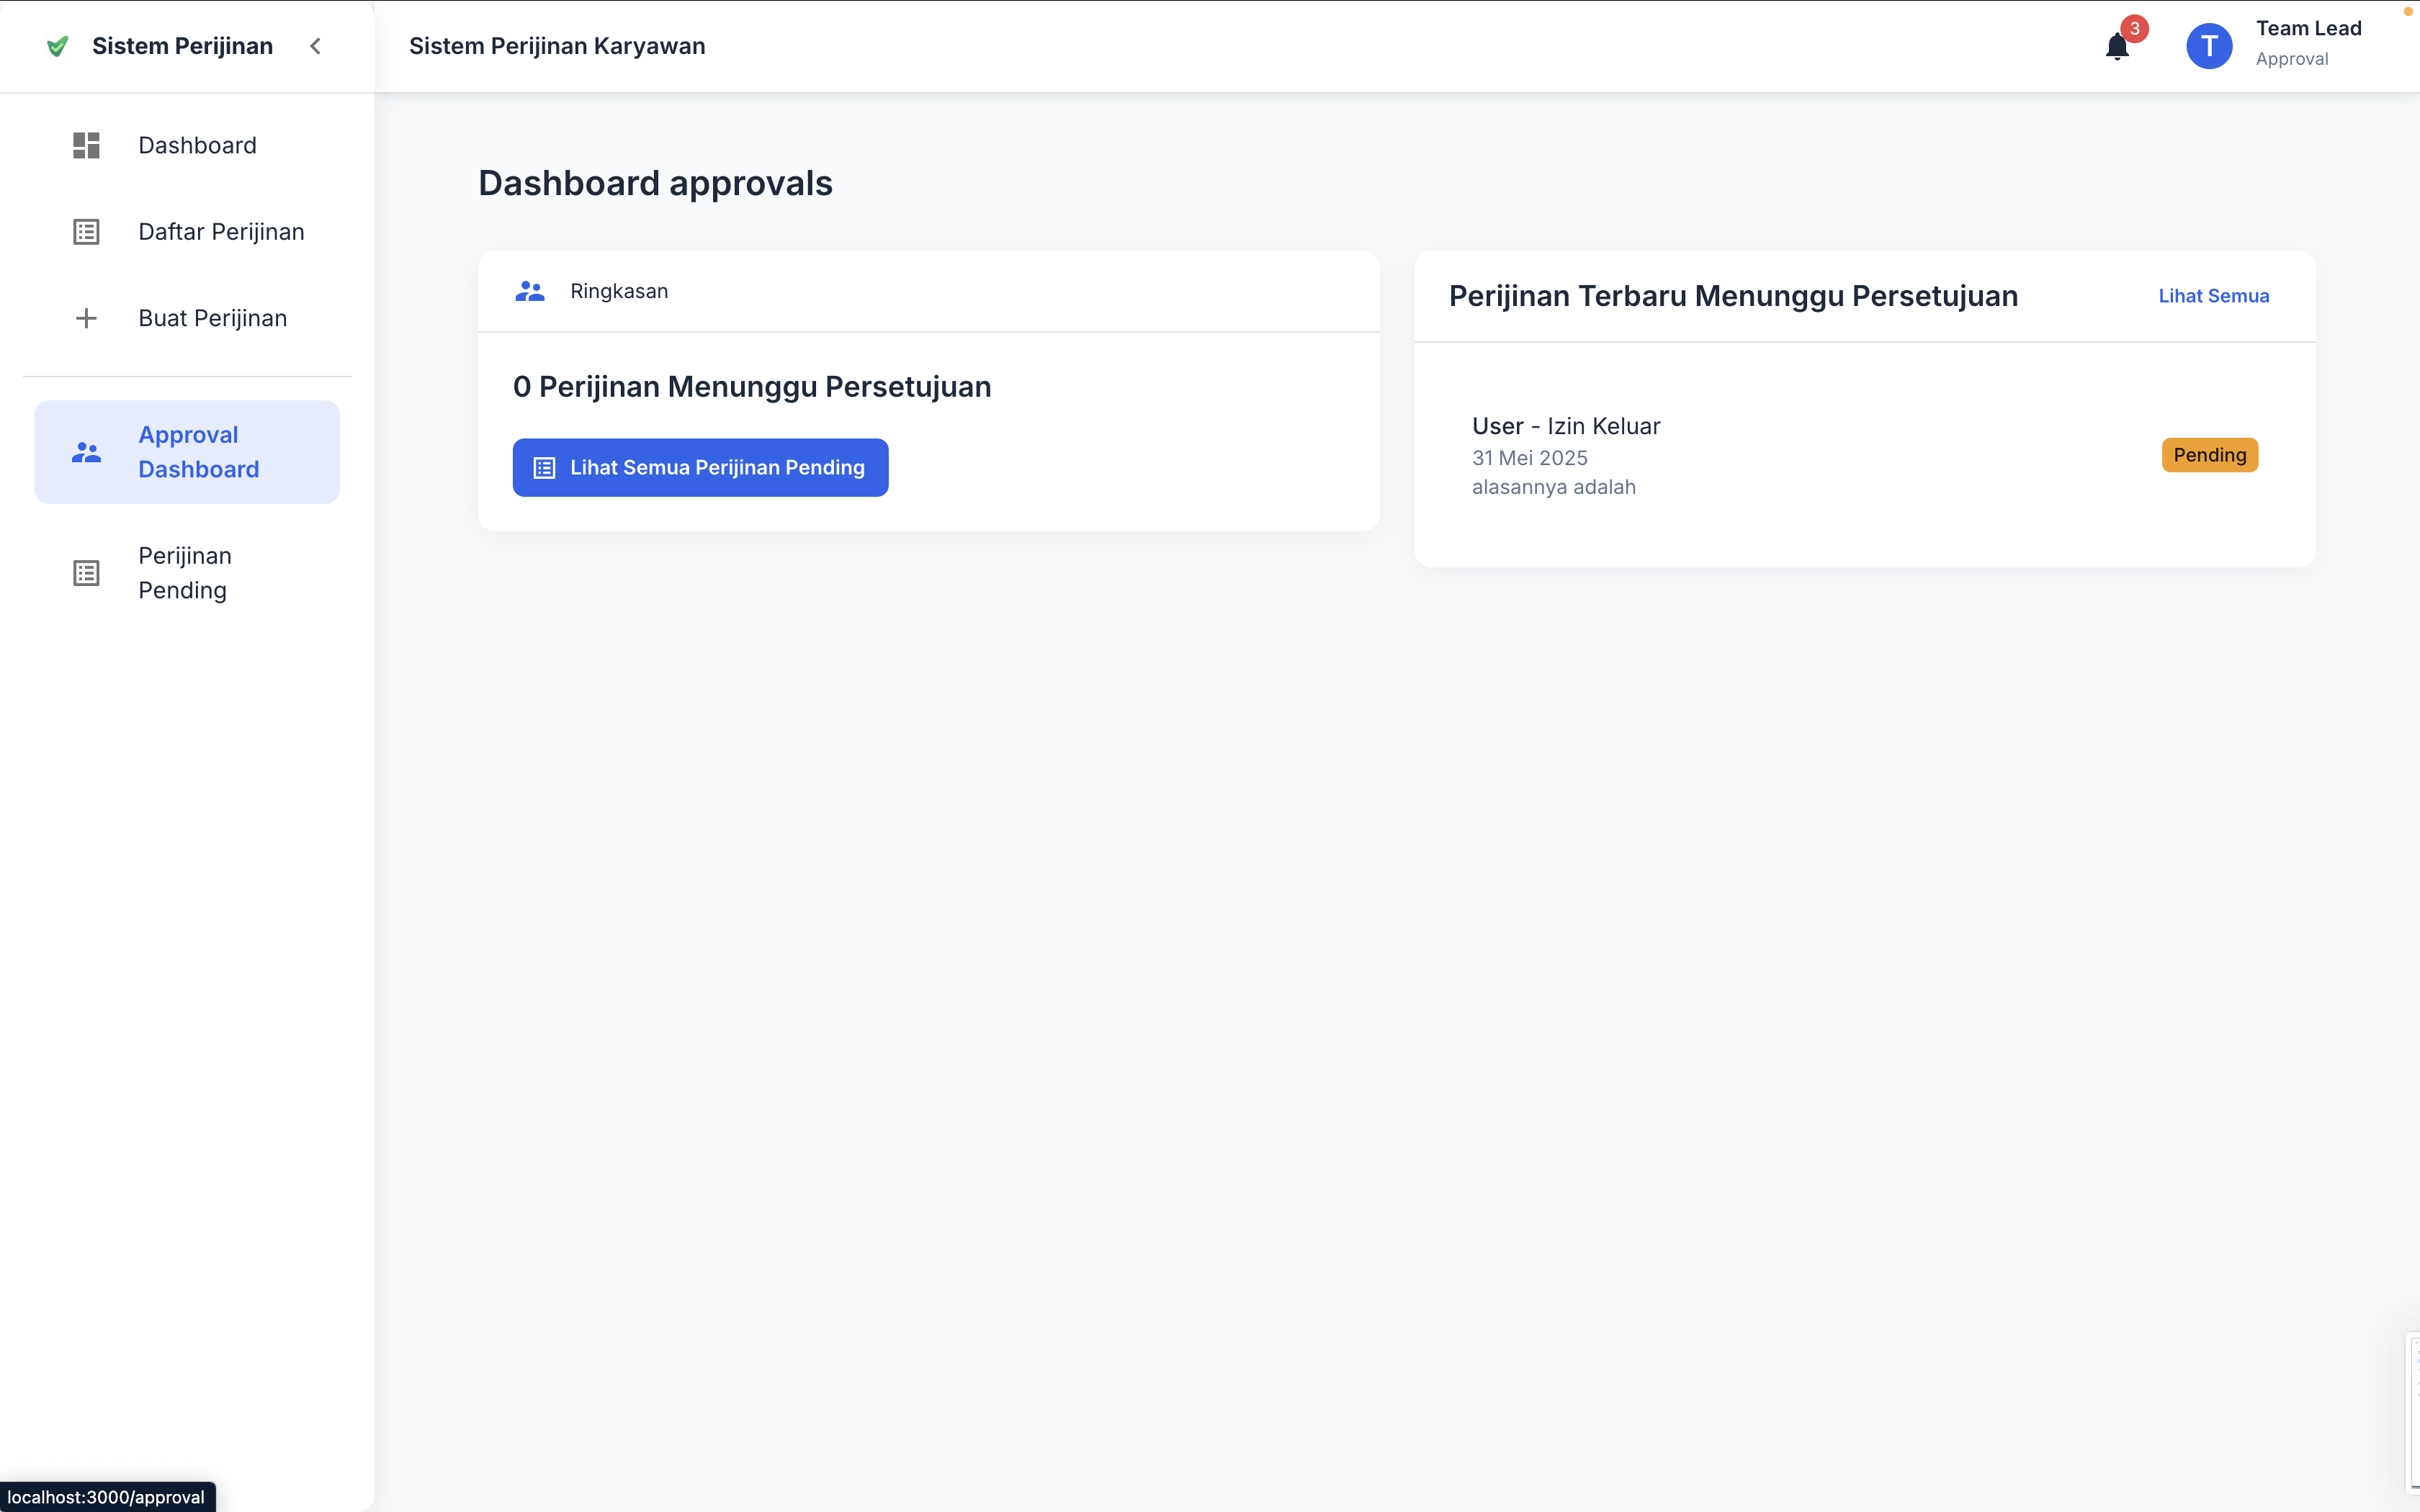 Sistem Perijinan
Sistem Perijinan Karyawan
3
T
Team Lead
Approval
Dashboard
Daftar Perijinan
Buat Perijinan
Approval
Dashboard
Perijinan
Pending
Dashboard approvals
Ringkasan
0 Perijinan Menunggu Persetujuan
Lihat Semua Perijinan Pending
Perijinan Terbaru Menunggu Persetujuan
Lihat Semua
User - Izin Keluar
31 Mei 2025
alasannya adalah
Pending
localhost:3000/approval